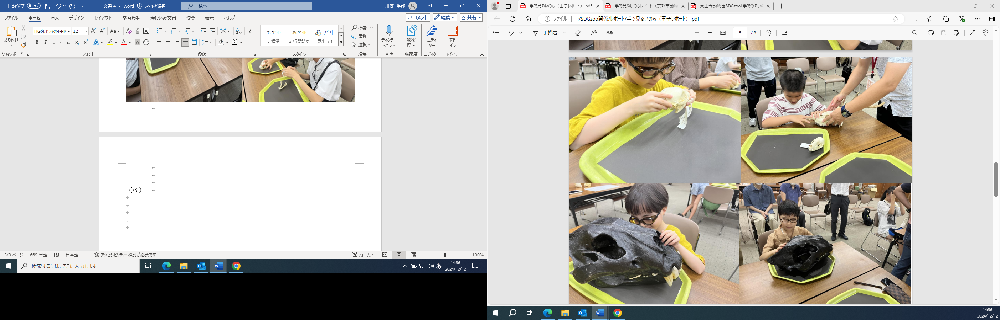 自動保存 オフ 文書 4 - Word ラベルを選択 検索 川野 学都
ファイル ホーム 挿入 デザイン レイアウト 参考資料 差し込み文書 校閲 表示 ヘルプ コメント 編集 共有
貼り付け HG丸ｺﾞｼｯｸM-PR 12
あア亜 標準 あア亜 行間詰め あア亜 見出し 1
検索 置換 選択
ディクテーション 秘密度 エディター アドイン
クリップボード フォント 段落 スタイル 編集 音声 秘密度 エディター アドイン
（６）
3/3 ページ 669 単語 日本語 アクセシビリティ: 検討が必要です フォーカス 100%
検索するには、ここに入力します あ 14:36
2024/12/12
手で見るいのち（王子レポート）.pdf 手で見るいのちレポート（京都市動物 天王寺動物園SDGzoo「手でみるいの
ファイル I:/SDGzoo関係/レポート/手で見るいのち（王子レポート）.pdf
手描き aあ 5 / 8
14:36
2024/12/12